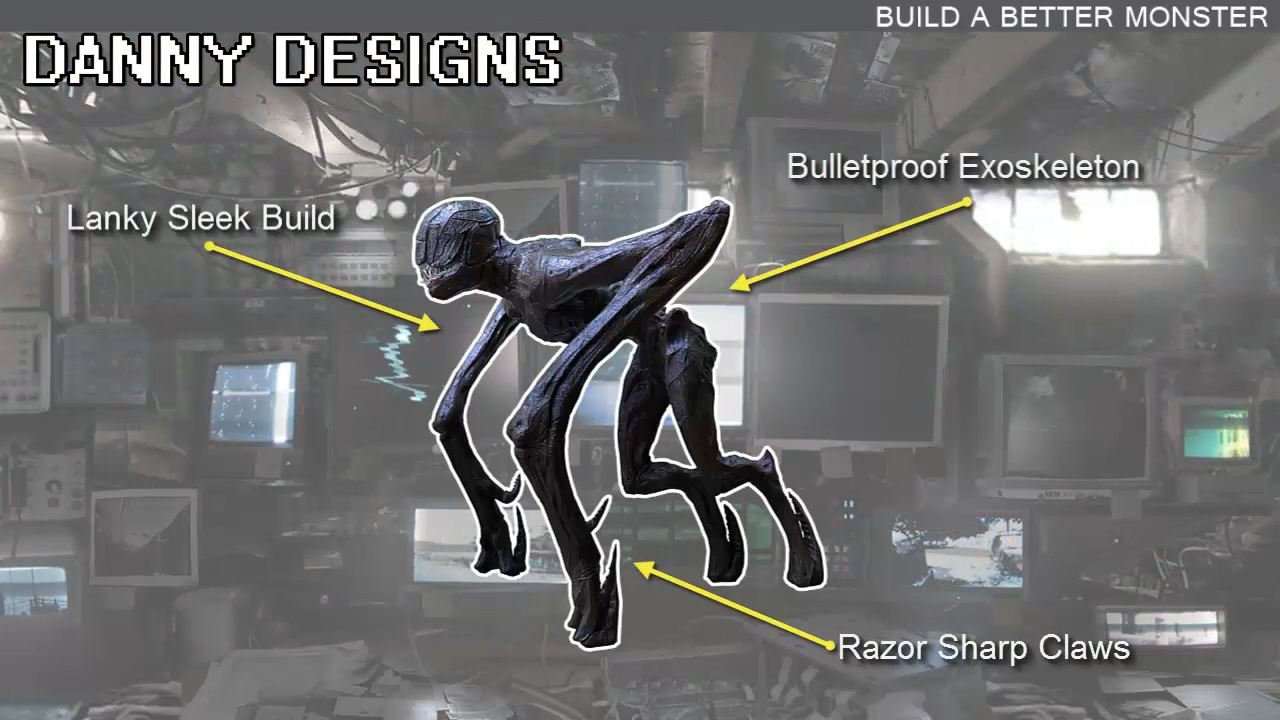 BUILD A BETTER MONSTER
DANNY DESIGNS
Bulletproof Exoskeleton
Lanky Sleek Build
Razor Sharp Claws